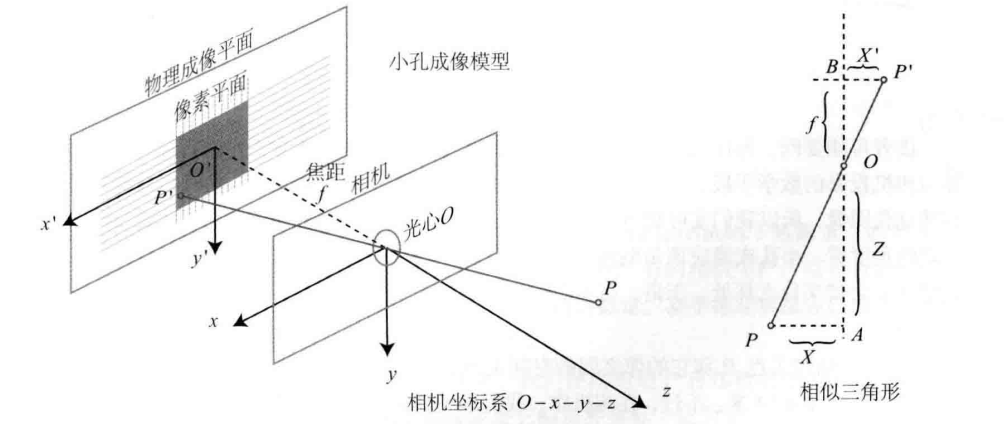 小孔成像模型
物理成像平面
像素平面
O'
P'
x'
y'
焦距
f
相机
光心O
x
y
z
P
相机坐标系 O-x-y-z
B
X'
P'
f
O
Z
P
X
A
相似三角形